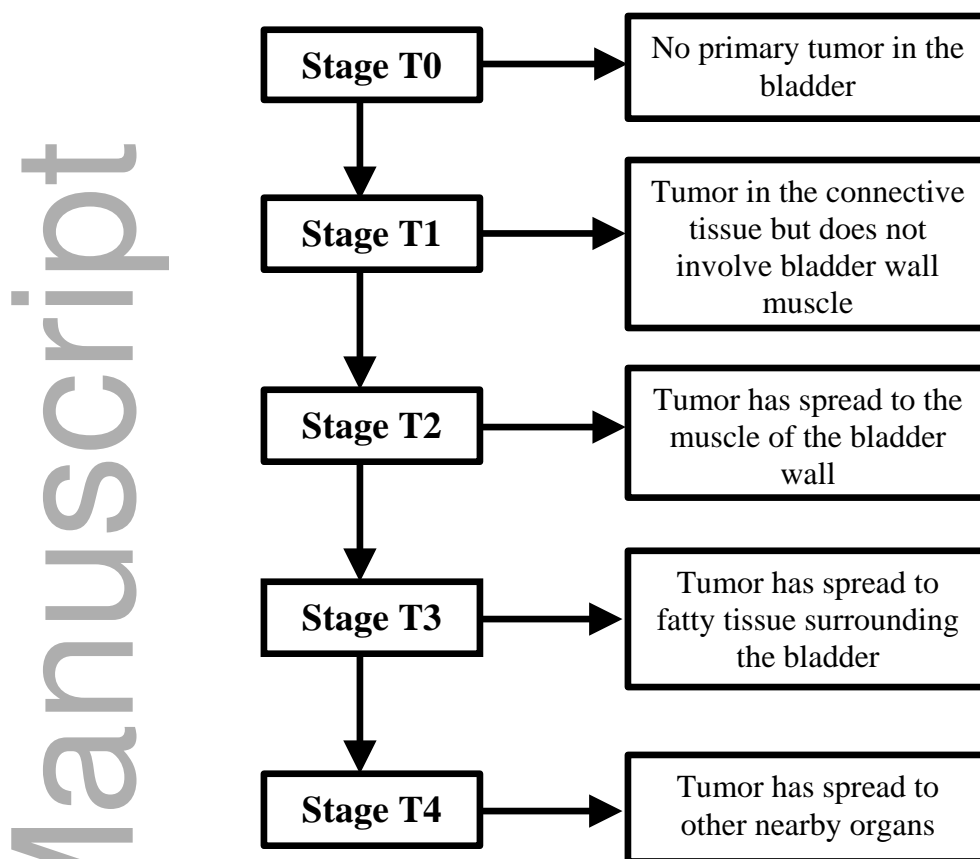 Stage T0
No primary tumor in the
bladder
Stage T1
Tumor in the connective
tissue but does not
involve bladder wall
muscle
Stage T2
Tumor has spread to the
muscle of the bladder
wall
Stage T3
Tumor has spread to
fatty tissue surrounding
the bladder
Stage T4
Tumor has spread to
other nearby organs
Manuscript